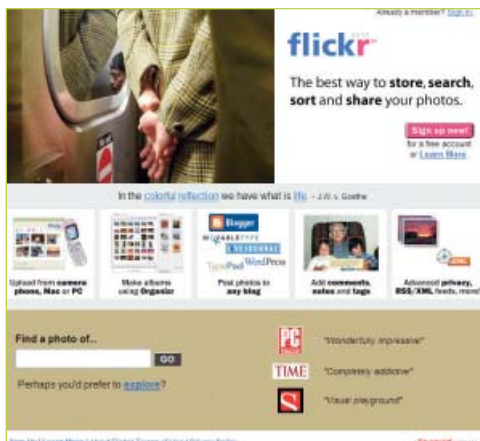 Already a member? Sign in.
flickr BETA
The best way to store, search,
sort and share your photos.
Sign up now!
for a free account
or Learn More.
In the colorful reflection we have what is life. - J.W. v. Goethe
Blogger
MOVABLETYPE
LIVEJOURNAL
TypePad WordPress
XML
Upload from camera
phone, Mac or PC
Make albums
using Organizr
Post photos to
any blog
Add comments,
notes and tags
Advanced privacy,
RSS/XML feeds, more!
Find a photo of...
GO
Perhaps you'd prefer to explore?
PC
"Wonderfully impressive"
TIME
"Completely addictive"
S
"Visual playground"